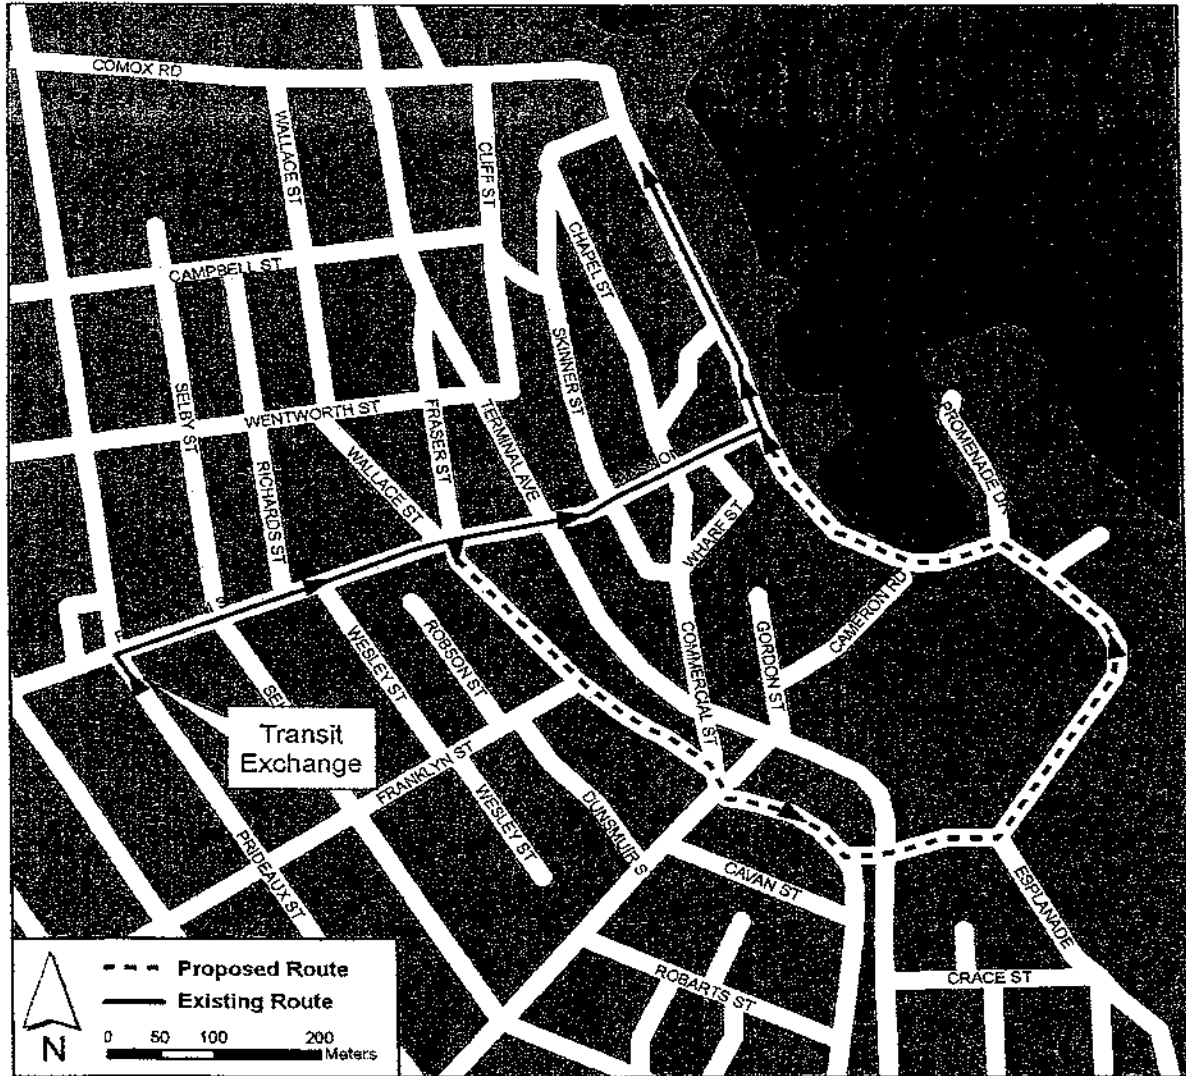 COMOX RD
WALLACE ST
CLIFF ST
CAMPBELL ST
CHAPEL ST
SKINNER ST
SELBY ST
WENTWORTH ST
FRASER ST
PROMENADE
WALLACE ST
RICHARDS ST
WHARF ST
CAMERON RD
WESLEY ST
ROBSON ST
COMMERCIAL ST
GORDON ST
Transit
Exchange
FRANKLYN ST
WESLEY ST
DUNSMUIR S
PRIDEAUX ST
CAVAN ST
ESPLANADE
ROBARTS ST
CRACE ST
Proposed Route
Existing Route
0 50 100 200
Meters
N